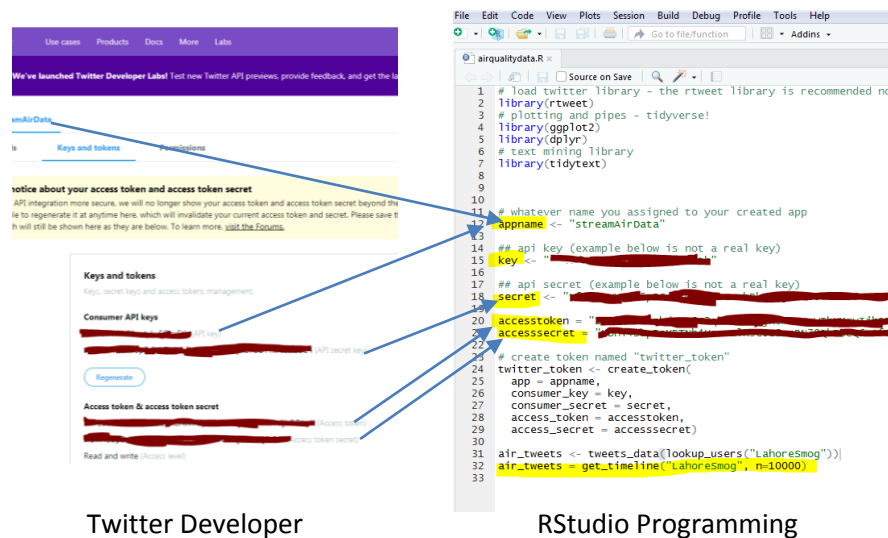 Use cases Products Docs More Labs
We've launched Twitter Developer Labs! Test new Twitter API previews, provide feedback, and get the la
amAirData
Keys and tokens Permissions
notice about your access token and access token secret
API integration more secure, we will no longer show your access token and access token secret beyond the
le to regenerate it at anytime here, which will invalidate your current access token and secret. Please save t
h will still be shown here as they are below. To learn more, visit the Forums.
Keys and tokens
Keys, secret keys and access tokens management.
Consumer API keys
(API key)
(API secret key)
Regenerate
Access token & access token secret
(Access token)
(Access token secret)
Read and write (Access level)
File Edit Code View Plots Session Build Debug Profile Tools Help
Go to file/function Addins
airqualitydata.R
Source on Save
1 # load twitter library - the rtweet library is recommended no
2 library(rtweet)
3 # plotting and pipes - tidyverse!
4 library(ggplot2)
5 library(dplyr)
6 # text mining library
7 library(tidytext)
8
9
10
11 # whatever name you assigned to your created app
12 appname <- "streamAirData"
13
14 ## api key (example below is not a real key)
15 key <- "
16
17 ## api secret (example below is not a real key)
18 secret <- "
19
20 accesstoken = "
21 accesssecret = "
22
23 # create token named "twitter_token"
24 twitter_token <- create_token(
25 app = appname,
26 consumer_key = key,
27 consumer_secret = secret,
28 access_token = accesstoken,
29 access_secret = accesssecret)
30
31 air_tweets <- tweets_data(lookup_users("LahoreSmog"))
32 air_tweets = get_timeline("LahoreSmog", n=10000)
33
Twitter Developer
RStudio Programming